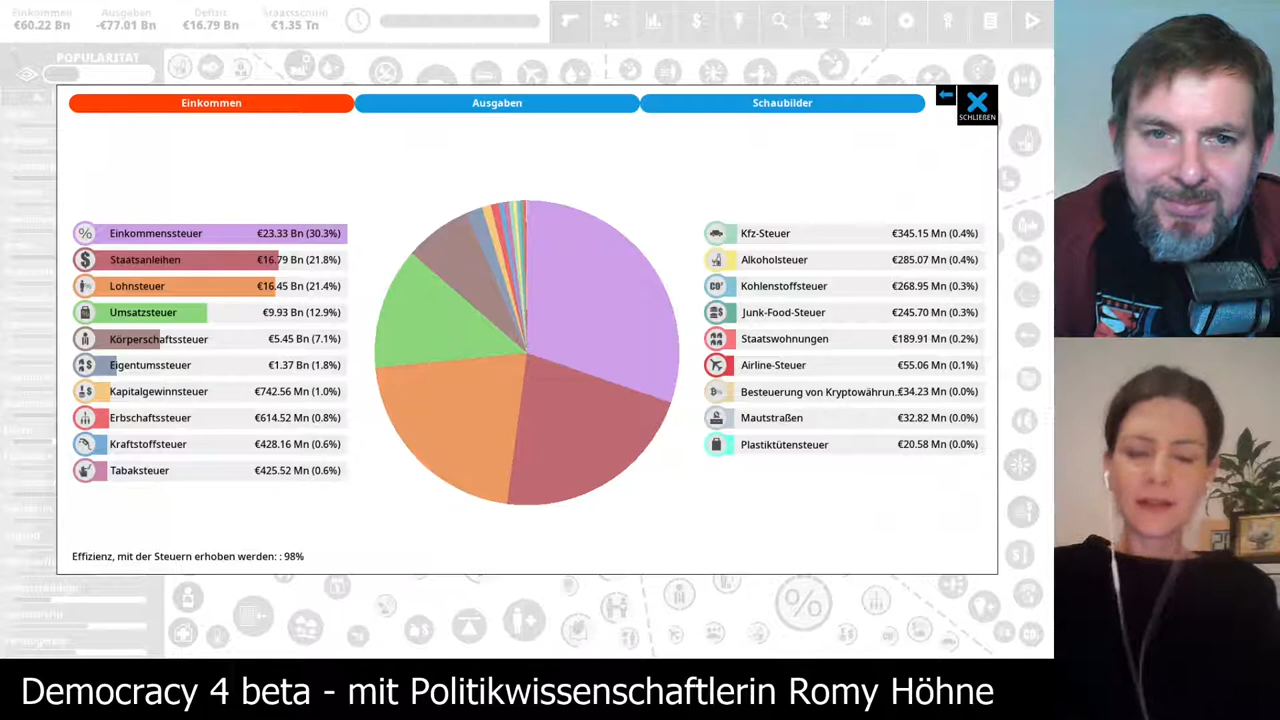 Einkommen Ausgaben Defizit
€60.22 Bn -€77.01 Bn €16.79 Bn €1.35 Tn
POPULARITÄT
Einkommen Ausgaben Schaubilder
SCHLIEßEN
Einkommenssteuer €23.33 Bn (30.3%)
Staatsanleihen €16.79 Bn (21.8%)
Lohnsteuer €16.45 Bn (21.4%)
Umsatzsteuer €9.93 Bn (12.9%)
Körperschaftssteuer €5.45 Bn (7.1%)
Eigentumssteuer €1.37 Bn (1.8%)
Kapitalgewinnsteuer €742.56 Mn (1.0%)
Erbschaftssteuer €614.52 Mn (0.8%)
Kraftstoffsteuer €428.16 Mn (0.6%)
Tabaksteuer €425.52 Mn (0.6%)
Kfz-Steuer €345.15 Mn (0.4%)
Alkoholsteuer €285.07 Mn (0.4%)
Kohlenstoffsteuer €268.95 Mn (0.3%)
Junk-Food-Steuer €245.70 Mn (0.3%)
Staatswohnungen €189.91 Mn (0.2%)
Airline-Steuer €55.06 Mn (0.1%)
Besteuerung von Kryptowährun. €34.23 Mn (0.0%)
Mautstraßen €32.82 Mn (0.0%)
Plastiktütensteuer €20.58 Mn (0.0%)
Effizienz, mit der Steuern erhoben werden: : 98%
Democracy 4 beta - mit Politikwissenschaftlerin Romy Höhne